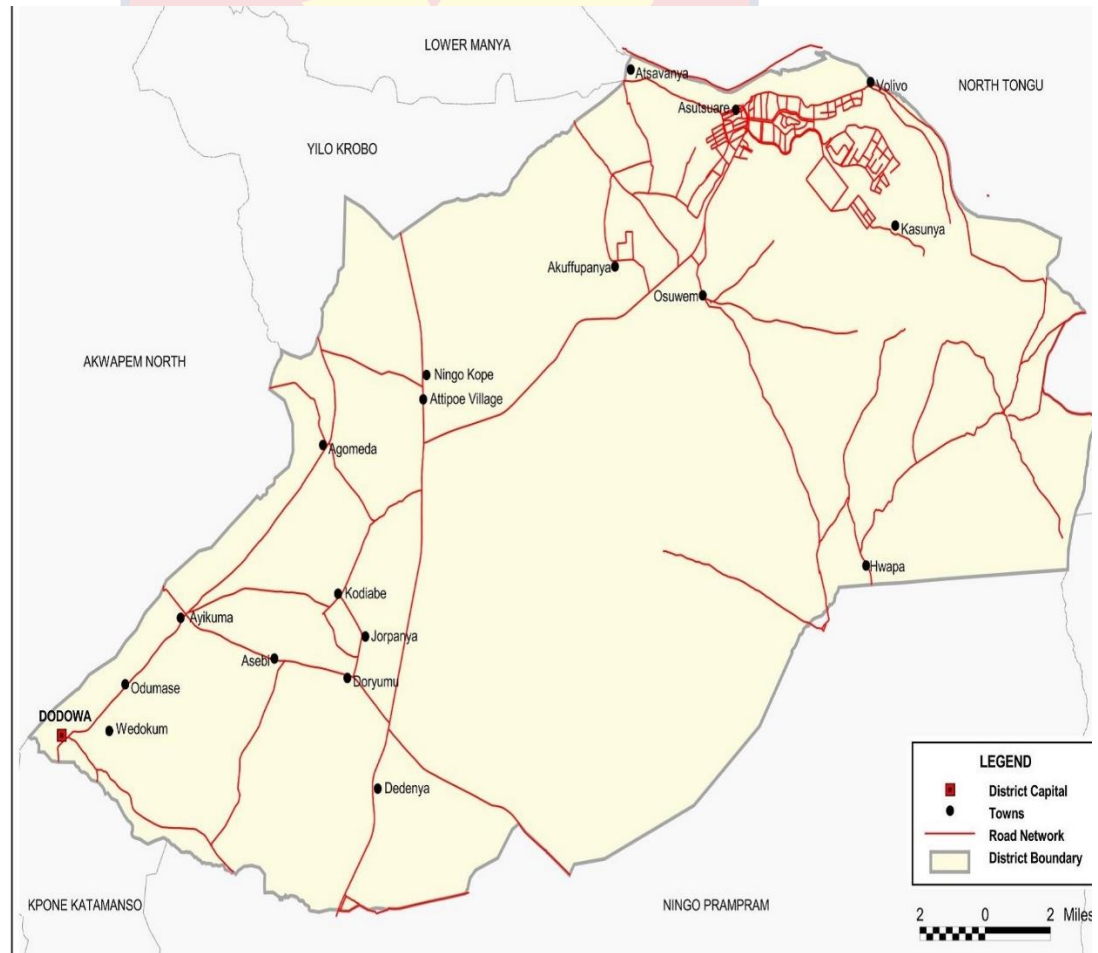 LOWER MANYA
Atsavanya
Volivo
NORTH TONGU
Asutsuare
YILO KROBO
Kasunya
Akuffupanya
Osuwem
AKWAPEM NORTH
Ningo Kope
Attipoe Village
Agomeda
Hwapa
Kodiabe
Ayikuma
Jorpanya
Asebi
Doryumu
Odumase
DODOWA
Wedokum
Dedenya
KPONE KATAMANSO
NINGO PRAMPRAM
LEGEND
District Capital
Towns
Road Network
District Boundary
2 0 2 Miles